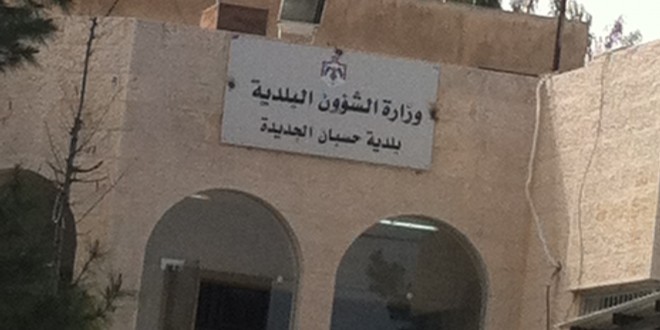 وزارة الشؤون البلدية
بلدية حسبان الجديدة